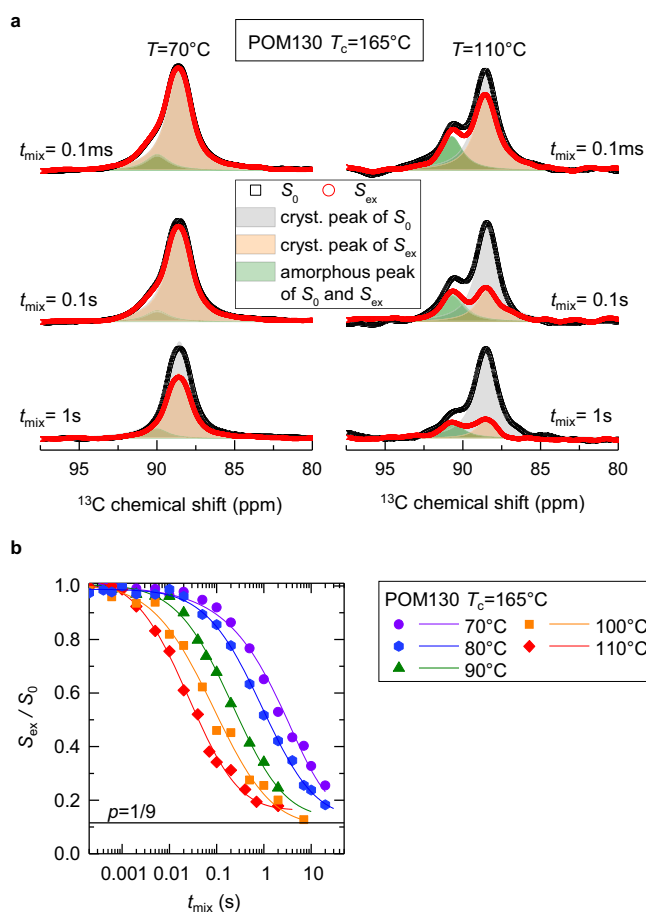 a
POM130 Tc=165°C
T=70°C
T=110°C
tmix= 0.1ms
tmix= 0.1ms
S0 Sex
cryst. peak of S0
cryst. peak of Sex
amorphous peak
of S0 and Sex
tmix= 0.1s
tmix= 0.1s
tmix= 1s
tmix= 1s
95 90 85 80
95 90 85 80
13C chemical shift (ppm)
13C chemical shift (ppm)
b
1.0
0.8
0.6
0.4
0.2
0.0
Sex / S0
p=1/9
0.001 0.01 0.1 1 10
tmix (s)
POM130 Tc=165°C
70°C 100°C
80°C 110°C
90°C